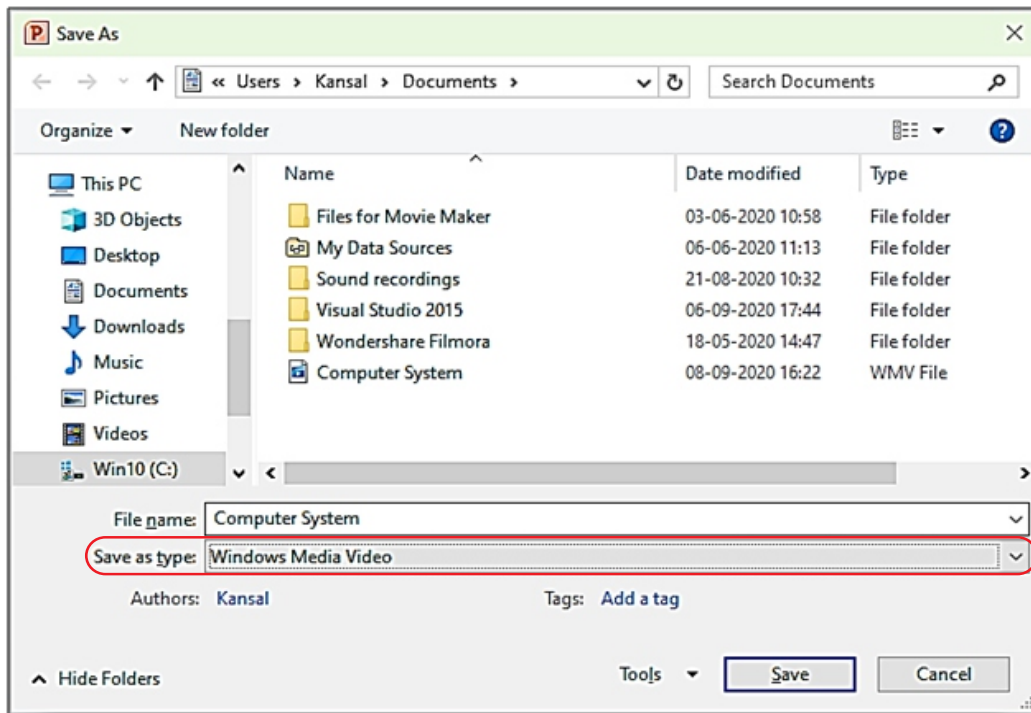 P Save As
« Users › Kansal › Documents › Search Documents
Organize New folder ?
This PC
3D Objects
Desktop
Documents
Downloads
Music
Pictures
Videos
Win10 (C:)
Name Date modified Type
Files for Movie Maker 03-06-2020 10:58 File folder
My Data Sources 06-06-2020 11:13 File folder
Sound recordings 21-08-2020 10:32 File folder
Visual Studio 2015 06-09-2020 17:44 File folder
Wondershare Filmora 18-05-2020 14:47 File folder
Computer System 08-09-2020 16:22 WMV File
File name: Computer System
Save as type: Windows Media Video
Authors: Kansal Tags: Add a tag
Hide Folders Tools Save Cancel